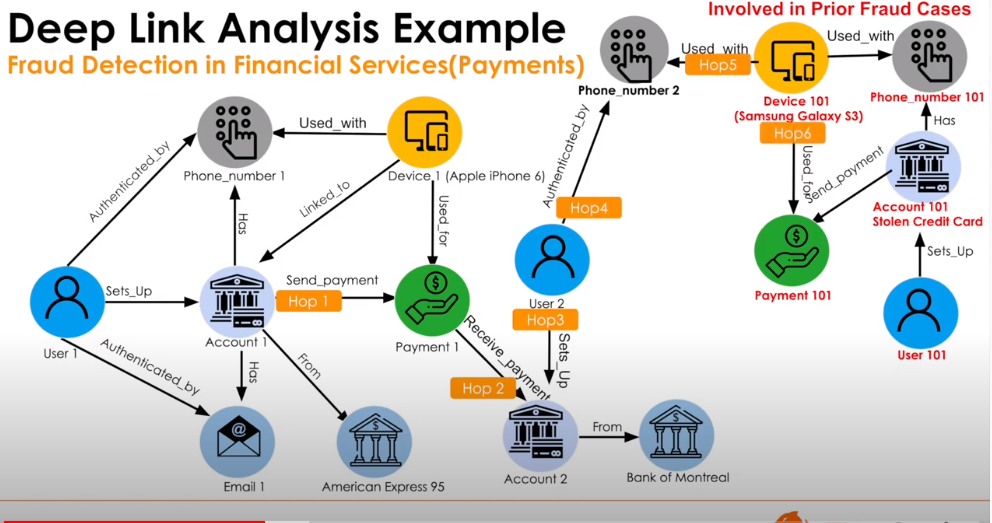 Deep Link Analysis Example
Fraud Detection in Financial Services(Payments)
Involved in Prior Fraud Cases
Used_with
Hop5
Used_with
Phone_number 2
Device 101
(Samsung Galaxy S3)
Phone_number 101
Hop6
Used_for
Send_payment
Has
Account 101
Stolen Credit Card
Sets_Up
Payment 101
User 101
Authenticated_by
Hop4
User 2
Hop3
Sets_Up
Used_with
Phone_number 1
Device 1 (Apple iPhone 6)
Authenticated_by
Has
Linked_to
Used_for
Sets_Up
Send_payment
Hop 1
User 1
Account 1
Payment 1
Authenticated_by
Has
From
Receive_payment
Hop 2
@
Email 1
$
American Express 95
Account 2
From
$
Bank of Montreal
$
$